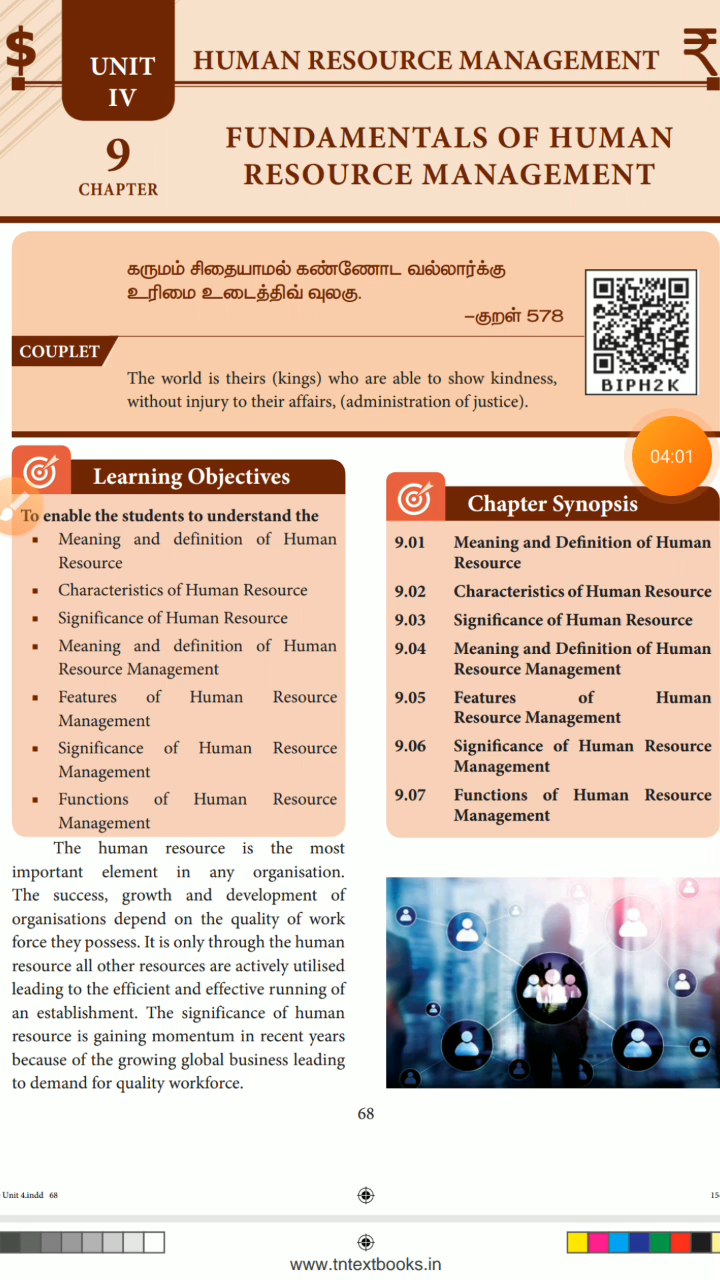 $
UNIT
IV
HUMAN RESOURCE MANAGEMENT
₹
9
CHAPTER
FUNDAMENTALS OF HUMAN
RESOURCE MANAGEMENT
கருமம் சிதையாமல் கண்ணோட வல்லார்க்கு
உரிமை உடைத்திவ் வுலகு.
–குறள் 578
BIPH2K
COUPLET
The world is theirs (kings) who are able to show kindness,
without injury to their affairs, (administration of justice).
04:01
Learning Objectives
To enable the students to understand the
▪ Meaning and definition of Human
Resource
▪ Characteristics of Human Resource
▪ Significance of Human Resource
▪ Meaning and definition of Human
Resource Management
▪ Features of Human Resource
Management
▪ Significance of Human Resource
Management
▪ Functions of Human Resource
Management
The human resource is the most
important element in any organisation.
The success, growth and development of
organisations depend on the quality of work
force they possess. It is only through the human
resource all other resources are actively utilised
leading to the efficient and effective running of
an establishment. The significance of human
resource is gaining momentum in recent years
because of the growing global business leading
to demand for quality workforce.
Chapter Synopsis
9.01 Meaning and Definition of Human
Resource
9.02 Characteristics of Human Resource
9.03 Significance of Human Resource
9.04 Meaning and Definition of Human
Resource Management
9.05 Features of Human
Resource Management
9.06 Significance of Human Resource
Management
9.07 Functions of Human Resource
Management
68
Unit 4.indd 68
15
www.tntextbooks.in